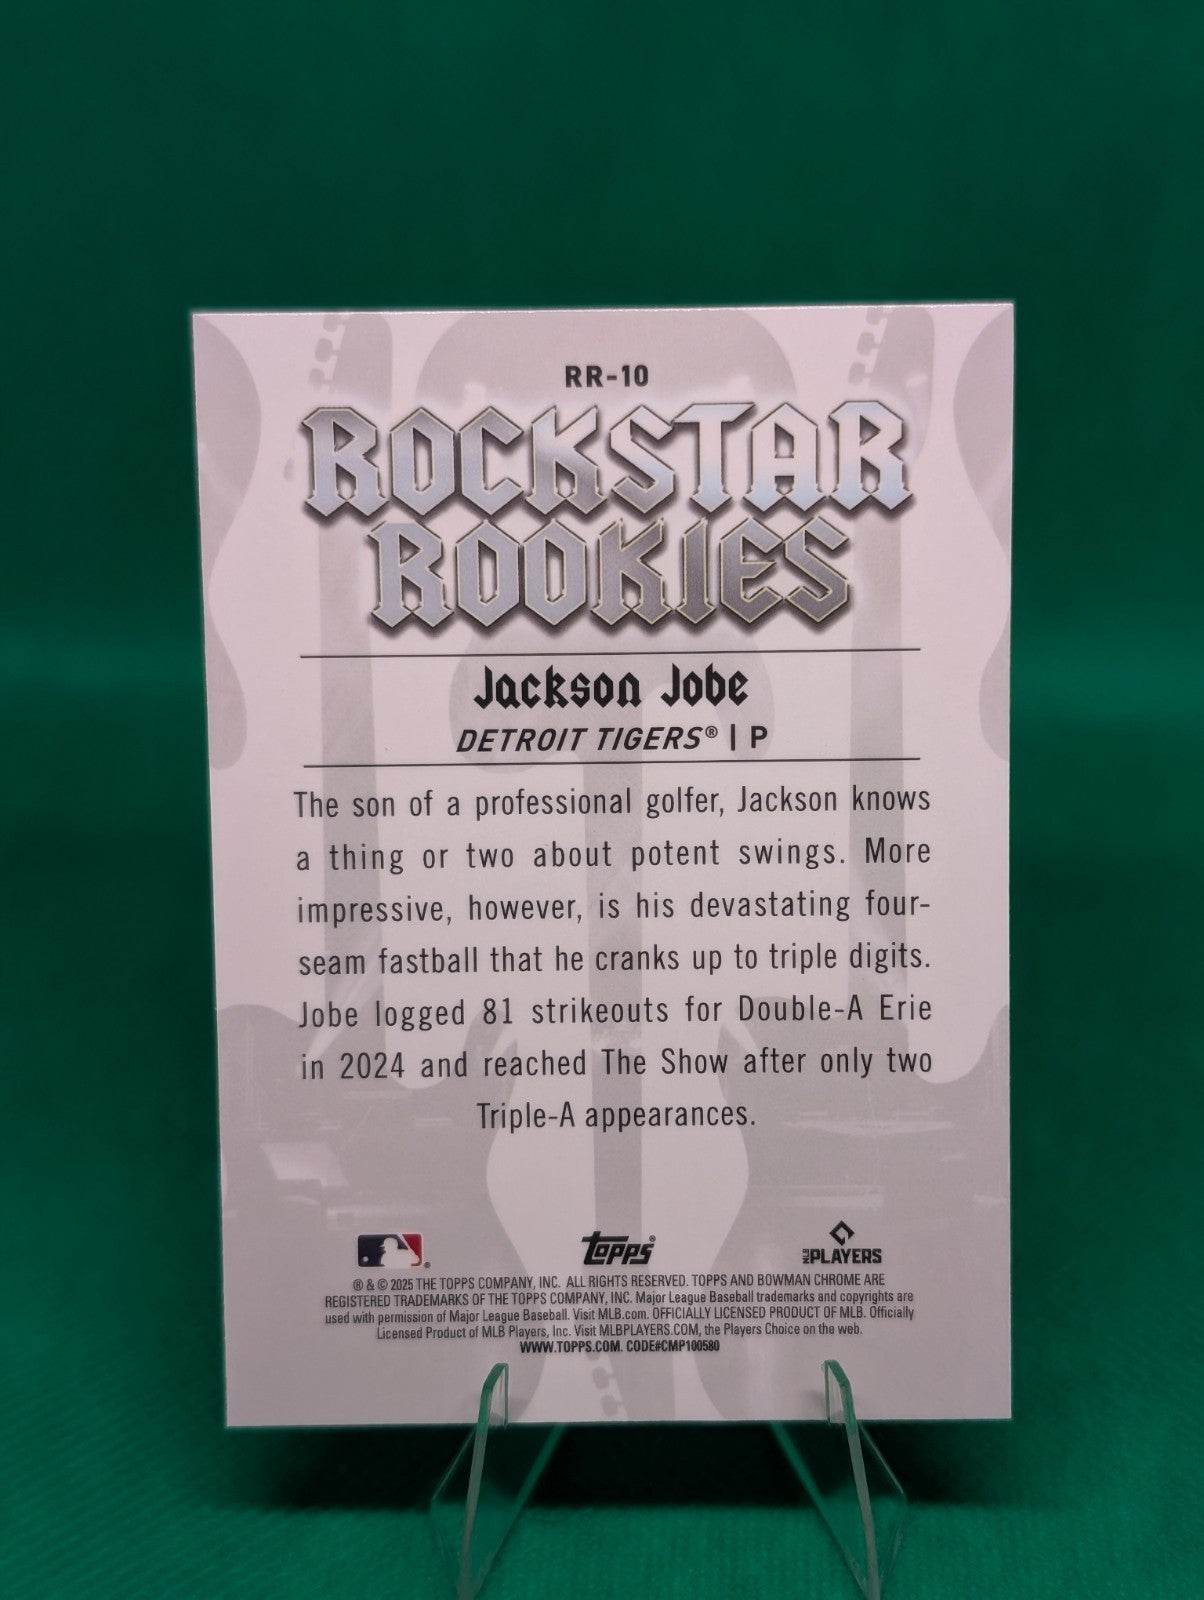 RR-10
ROCKSTAR
ROOKIES
Jackson Jobe
DETROIT TIGERS® | P
The son of a professional golfer, Jackson knows
a thing or two about potent swings. More
impressive, however, is his devastating four-
seam fastball that he cranks up to triple digits.
Jobe logged 81 strikeouts for Double-A Erie
in 2024 and reached The Show after only two
Triple-A appearances.
®
Topps®
MLB PLAYERS
® & © 2025 THE TOPPS COMPANY, INC. ALL RIGHTS RESERVED. TOPPS AND BOWMAN CHROME ARE
REGISTERED TRADEMARKS OF THE TOPPS COMPANY, INC. Major League Baseball trademarks and copyrights are
used with permission of Major League Baseball. Visit MLB.com. OFFICIALLY LICENSED PRODUCT OF MLB. Officially
Licensed Product of MLB Players, Inc. Visit MLBPLAYERS.COM, the Players Choice on the web.
WWW.TOPPS.COM. CODE#CMP100580